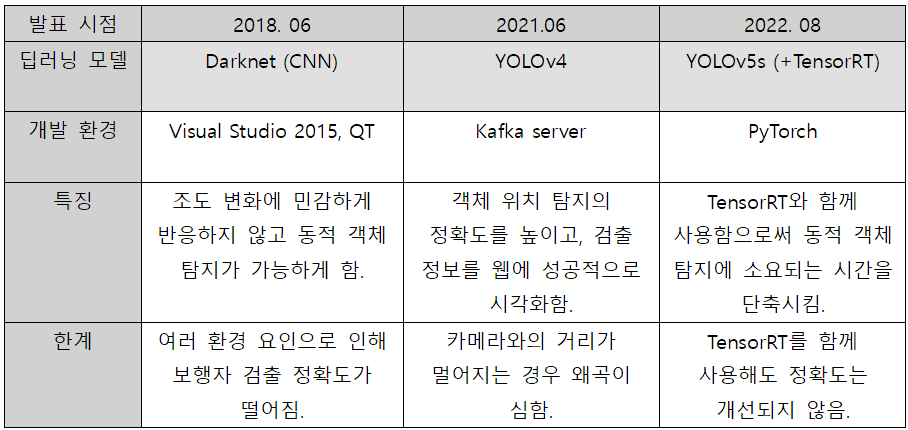 발표 시점 2018. 06 2021.06 2022. 08
딥러닝 모델 Darknet (CNN) YOLOv4 YOLOv5s (+TensorRT)
개발 환경 Visual Studio 2015, QT Kafka server PyTorch
특징
조도 변화에 민감하게
반응하지 않고 동적 객체
탐지가 가능하게 함.
객체 위치 탐지의
정확도를 높이고, 검출
정보를 웹에 성공적으로
시각화함.
TensorRT와 함께
사용함으로써 동적 객체
탐지에 소요되는 시간을
단축시킴.
한계
여러 환경 요인으로 인해
보행자 검출 정확도가
떨어짐.
카메라와의 거리가
멀어지는 경우 왜곡이
심함.
TensorRT를 함께
사용해도 정확도는
개선되지 않음.